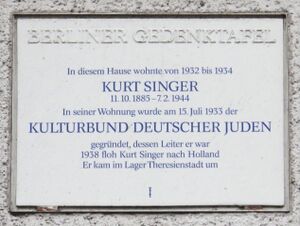 BERLINER GEDENKTAFEL
In diesem Hause wohnte von 1932 bis 1934
KURT SINGER
11.10.1885–7.2.1944
In seiner Wohnung wurde am 15. Juli 1933 der
KULTURBUND DEUTSCHER JUDEN
gegründet, dessen Leiter er war
1938 floh Kurt Singer nach Holland
Er kam im Lager Theresienstadt um